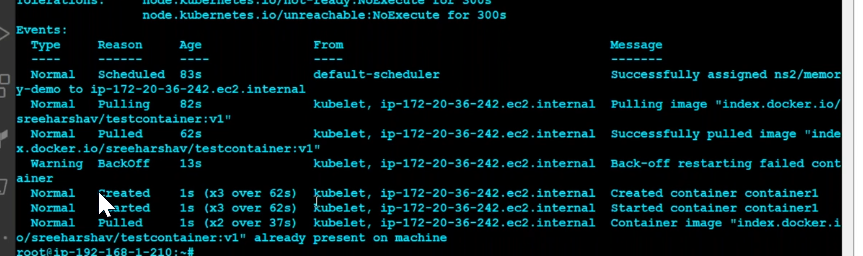 Tolerations:     node.kubernetes.io/not-ready:NoExecute for 300s
node.kubernetes.io/unreachable:NoExecute for 300s
Events:
Type     Reason     Age                From                                   Message
----     ------     ----               ----                                   -------
Normal   Scheduled  83s                default-scheduler                      Successfully assigned ns2/memor
y-demo to ip-172-20-36-242.ec2.internal
Normal   Pulling    82s                kubelet, ip-172-20-36-242.ec2.internal  Pulling image "index.docker.io/
sreeharshav/testcontainer:v1"
Normal   Pulled     62s                kubelet, ip-172-20-36-242.ec2.internal  Successfully pulled image "inde
x.docker.io/sreeharshav/testcontainer:v1"
Warning  BackOff    13s                kubelet, ip-172-20-36-242.ec2.internal  Back-off restarting failed cont
ainer
Normal   Created    1s (x3 over 62s)   kubelet, ip-172-20-36-242.ec2.internal  Created container container1
Normal   Started    1s (x3 over 62s)   kubelet, ip-172-20-36-242.ec2.internal  Started container container1
Normal   Pulled     1s (x2 over 37s)   kubelet, ip-172-20-36-242.ec2.internal  Container image "index.docker.i
o/sreeharshav/testcontainer:v1" already present on machine
root@ip-192-168-1-210:~#